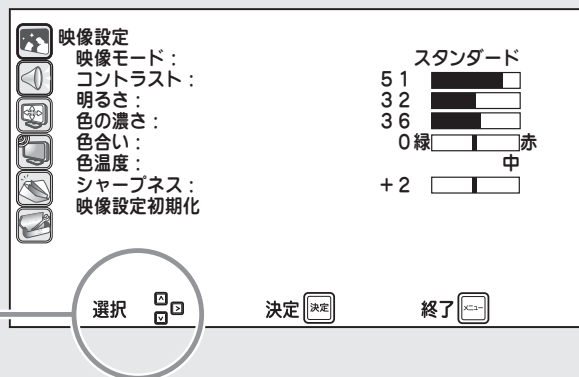 映像設定
映像モード： スタンダード
コントラスト： 51
明るさ： 32
色の濃さ： 36
色合い： 0 緑 赤
色温度： 中
シャープネス： +2
映像設定初期化
選択 決定 決定 終了 メニュー